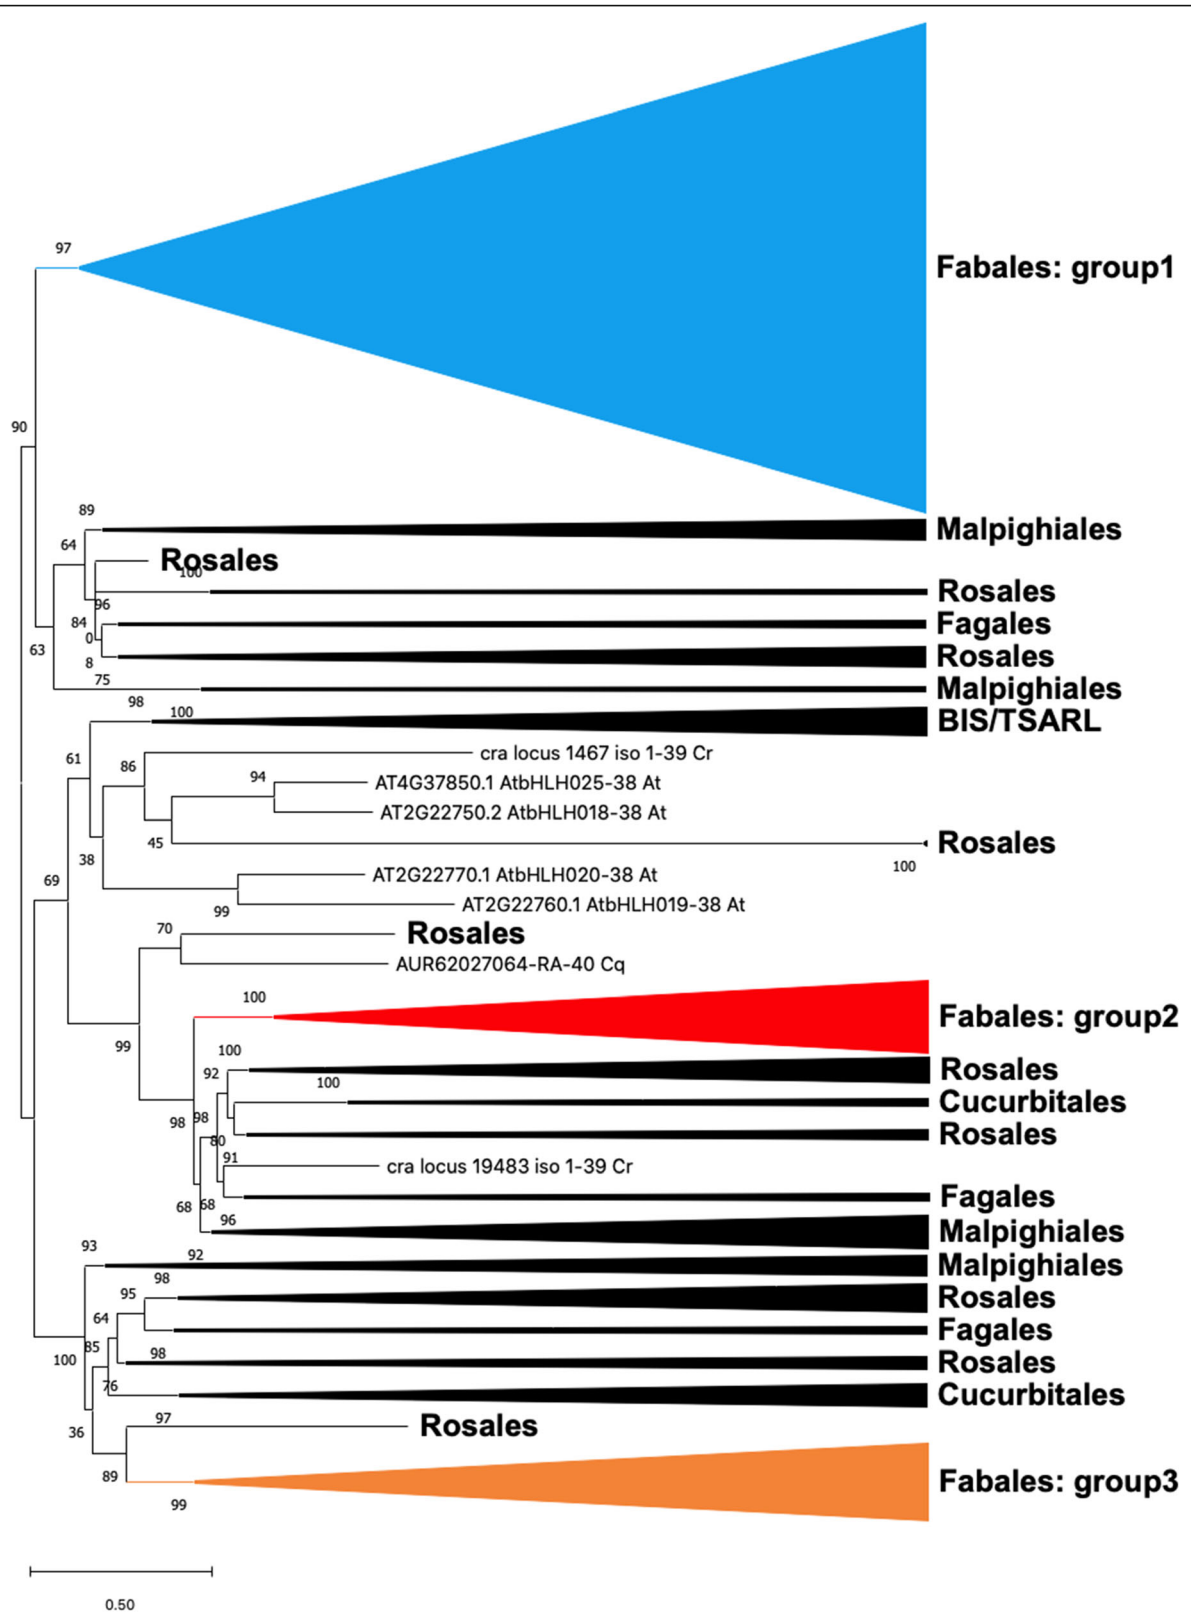 97
Fabales: group1
90
89
Malpighiales
64
Rosales
100
Rosales
96
84
Fagales
0
63
8
Rosales
75
Malpighiales
98
100
BIS/TSARL
61
86
cra locus 1467 iso 1-39 Cr
94
AT4G37850.1 AtbHLH025-38 At
AT2G22750.2 AtbHLH018-38 At
45
Rosales
38
100
69
AT2G22770.1 AtbHLH020-38 At
99
AT2G22760.1 AtbHLH019-38 At
70
Rosales
AUR62027064-RA-40 Cq
100
Fabales: group2
99
100
92
Rosales
100
Cucurbitales
98
98
80
Rosales
91
cra locus 19483 iso 1-39 Cr
68
68
Fagales
96
Malpighiales
93
92
Malpighiales
98
95
Rosales
64
Fagales
85
100
98
Rosales
76
Cucurbitales
97
Rosales
36
89
Fabales: group3
99
0.50